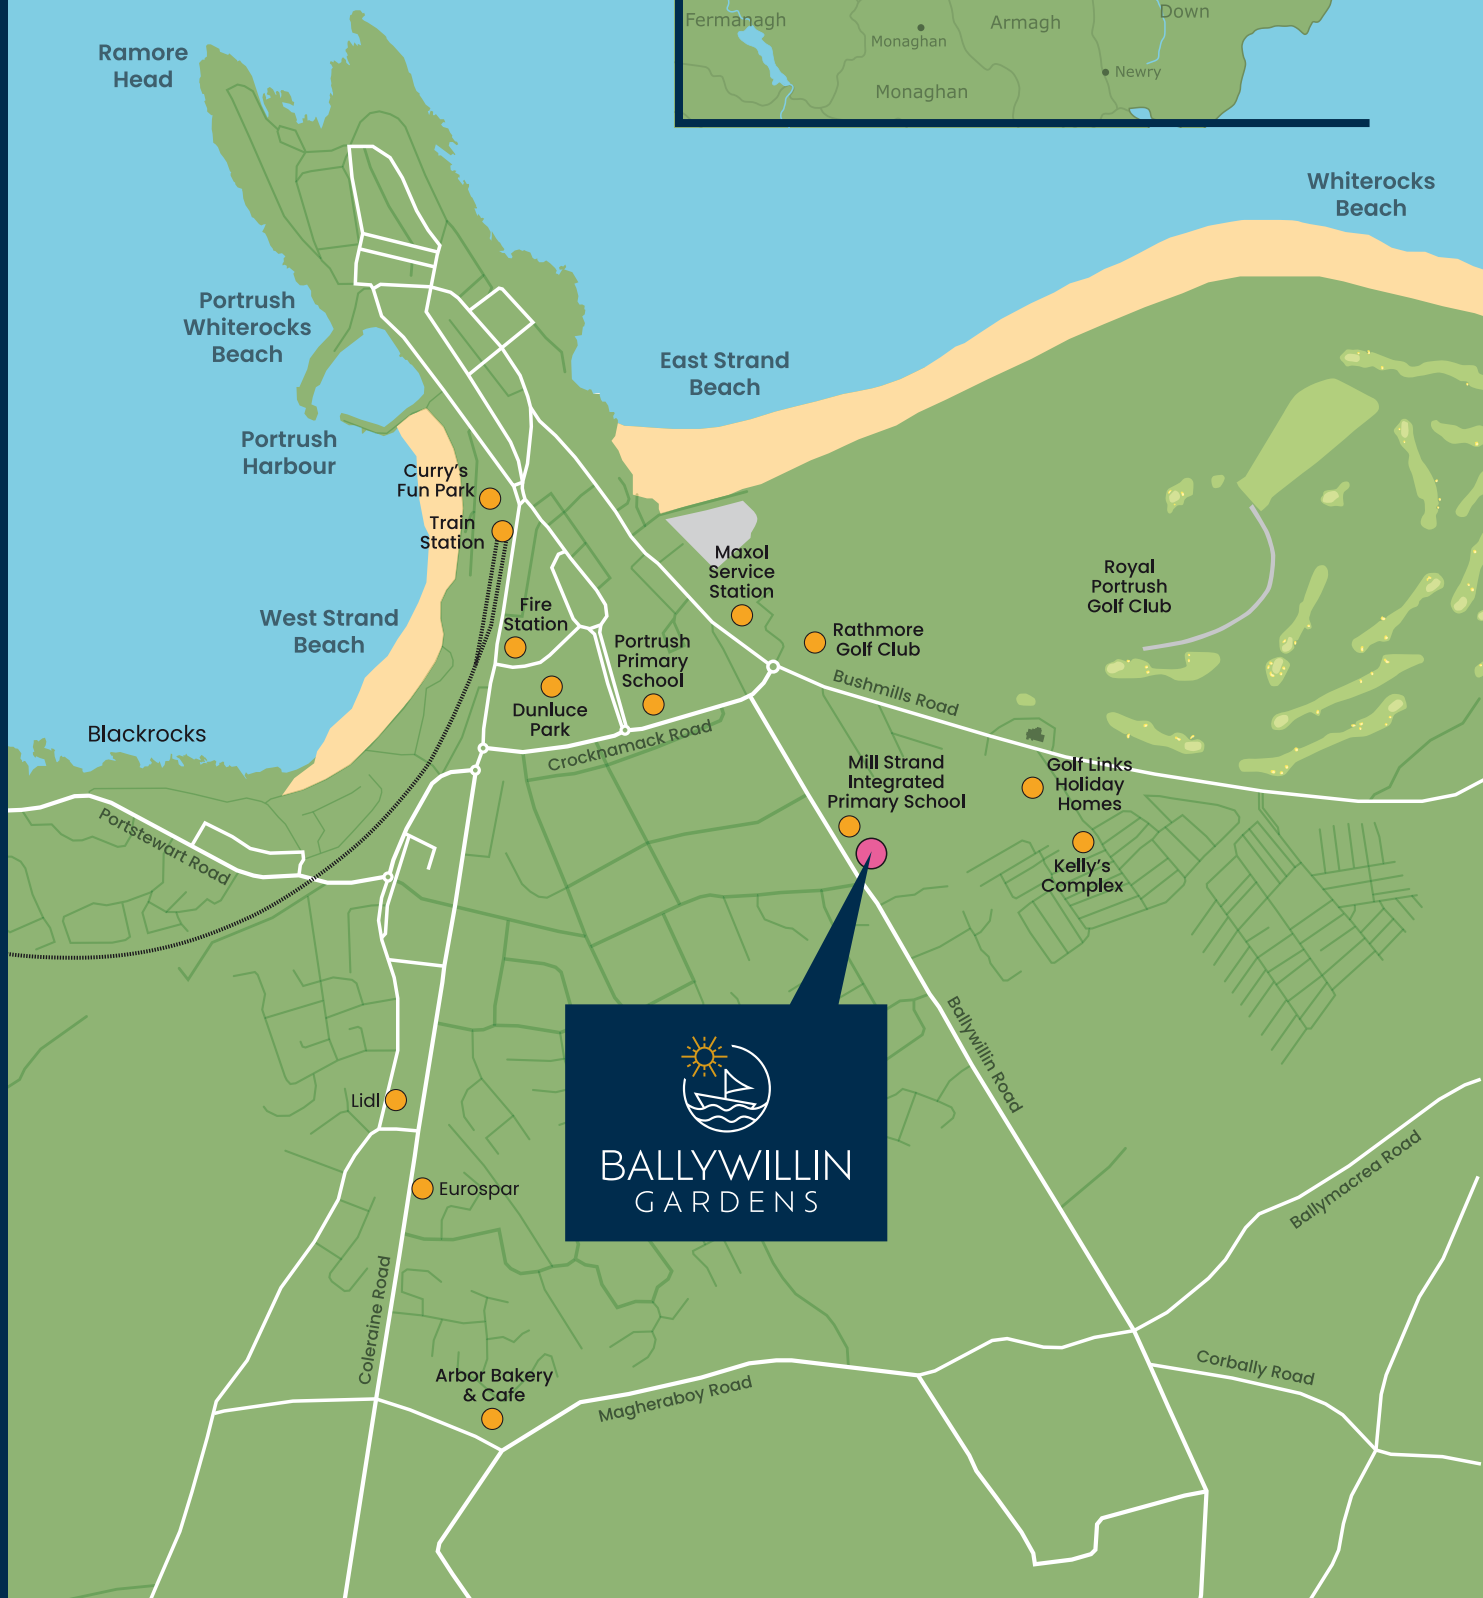 Fermanagh
Monaghan
Armagh
Down
Newry
Monaghan
Ramore
Head
Whiterocks
Beach
Portrush
Whiterocks
Beach
East Strand
Beach
Portrush
Harbour
Curry's
Fun Park
Train
Station
Maxol
Service
Station
Royal
Portrush
Golf Club
Fire
Station
West Strand
Beach
Portrush
Primary
School
Rathmore
Golf Club
Bushmills Road
Dunluce
Park
Blackrocks
Crocknamack Road
Mill Strand
Integrated
Primary School
Golf Links
Holiday
Homes
Portstewart Road
Kelly's
Complex
Ballywillin Road
Lidl
BALLYWILLIN
GARDENS
Eurospar
Ballymacrea Road
Coleraine Road
Arbor Bakery
& Cafe
Magheraboy Road
Corbally Road